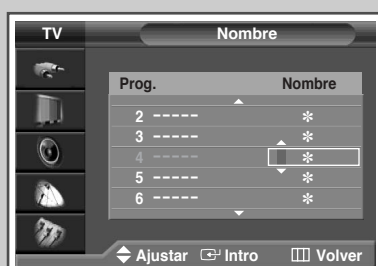 TV Nombre
Prog. Nombre
2 ----- *
3 ----- *
4 ----- *
5 ----- *
6 ----- *
Ajustar Intro Volver